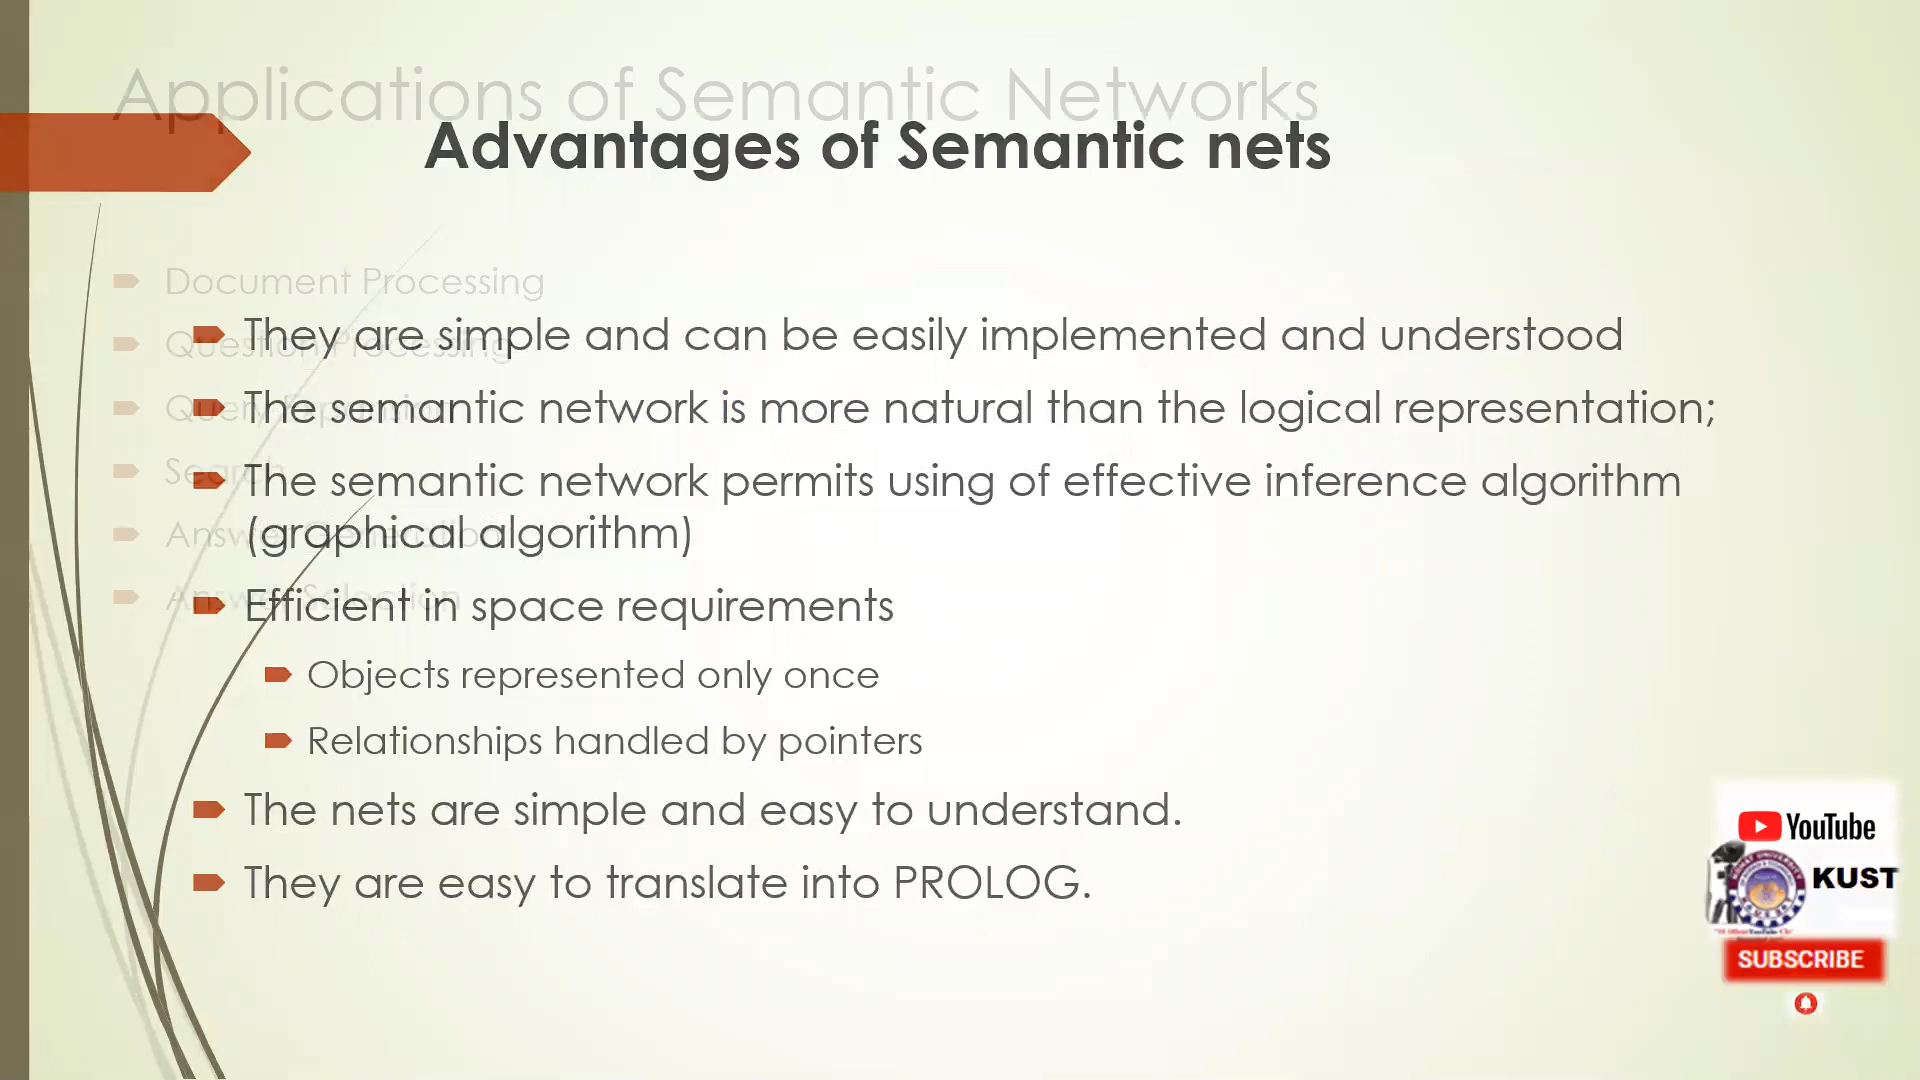 Applications of Semantic Networks
Advantages of Semantic nets
Document Processing
Question Processing
Query Expansion
Search
Answer Generation
Answer Selection
They are simple and can be easily implemented and understood
The semantic network is more natural than the logical representation;
The semantic network permits using of effective inference algorithm
(graphical algorithm)
Efficient in space requirements
Objects represented only once
Relationships handled by pointers
The nets are simple and easy to understand.
They are easy to translate into PROLOG.
YouTube
KUST
SUBSCRIBE